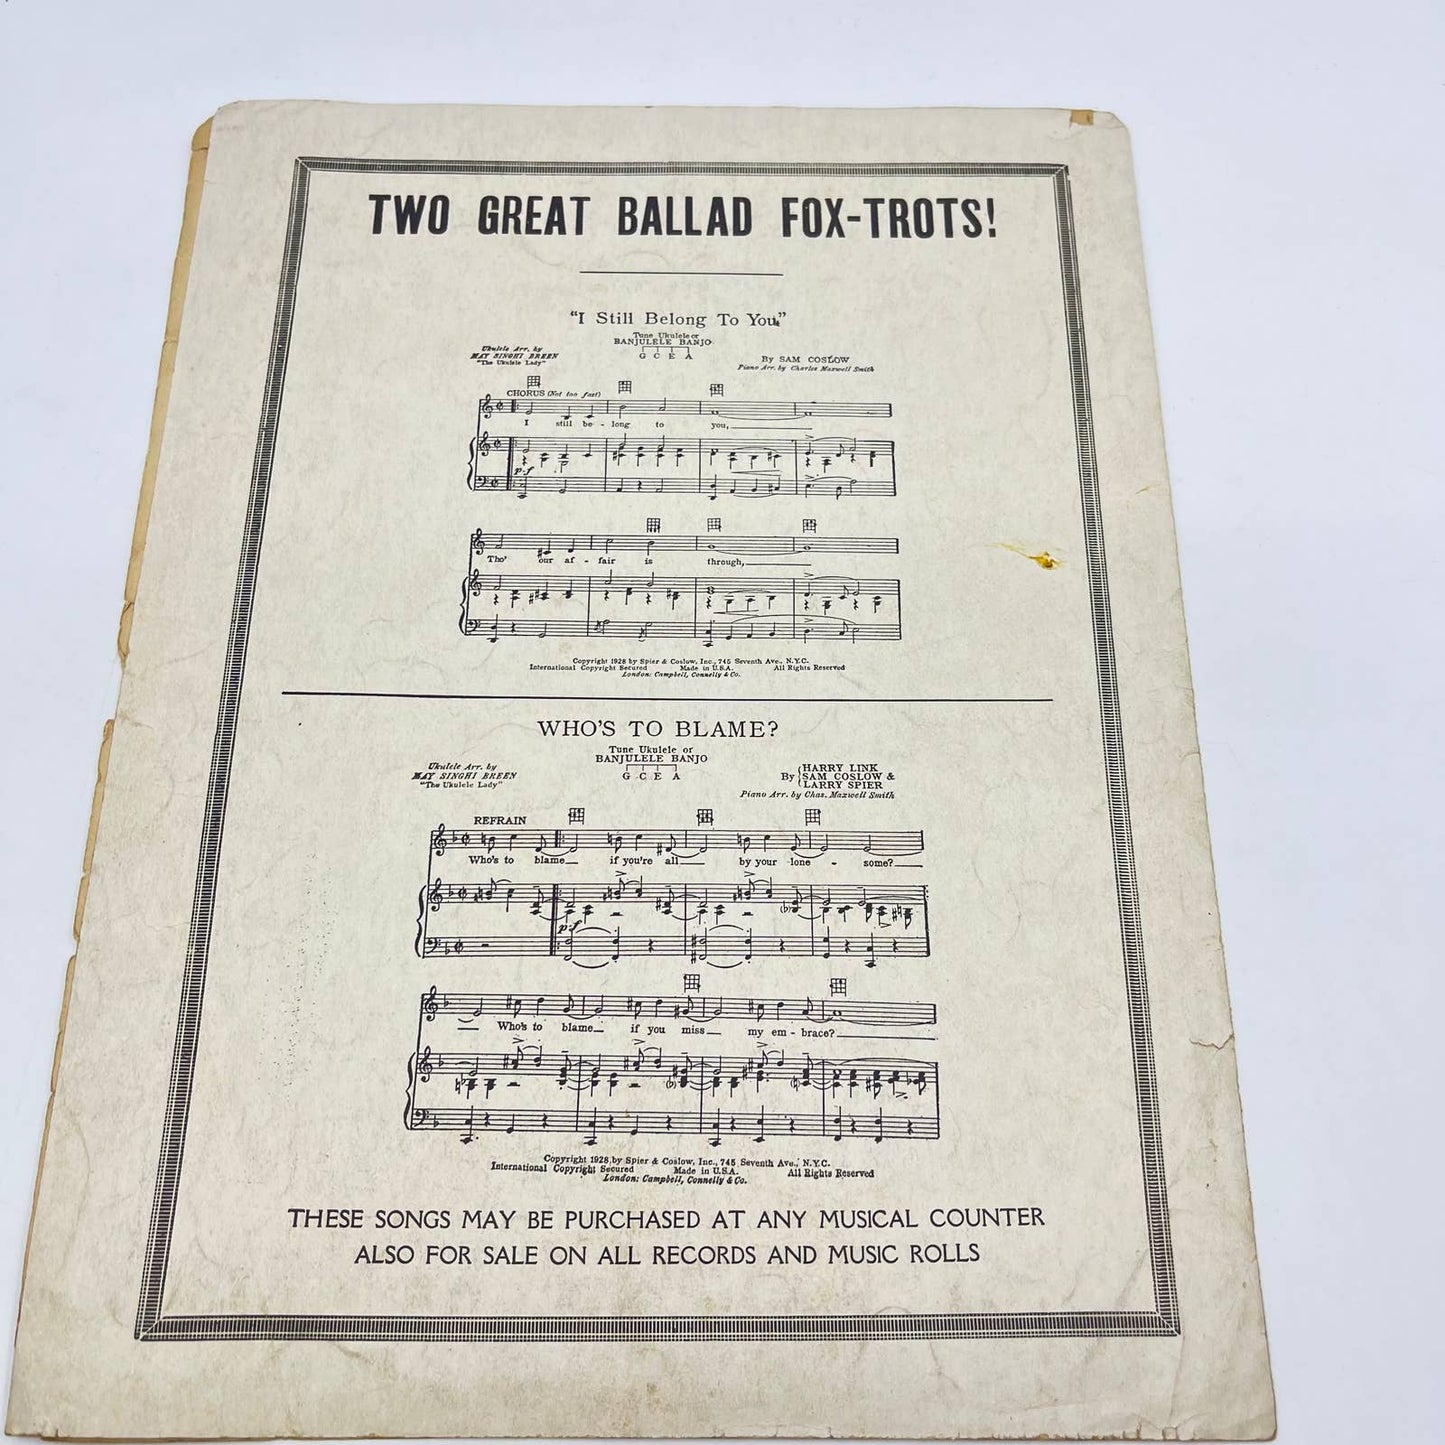 TWO GREAT BALLAD FOX-TROTS!
"I Still Belong To You"
Tune Ukulele or
BANJULELE BANJO
G C E A
Ukulele Arr. by
MAY SINGHI BREEN
"The Ukulele Lady"
By SAM COSLOW
Piano Arr. by Charles Maxwell Smith
CHORUS (Not too fast)
I still be - long to you,
p-f
Tho' our af - fair is through,
Copyright 1928 by Spier & Coslow, Inc., 745 Seventh Ave., N.Y.C.
International Copyright Secured Made in U.S.A. All Rights Reserved
London: Campbell, Connelly & Co.
WHO'S TO BLAME?
Tune Ukulele or
BANJULELE BANJO
G C E A
Ukulele Arr. by
MAY SINGHI BREEN
"The Ukulele Lady"
By HARRY LINK
SAM COSLOW &
LARRY SPIER
Piano Arr. by Chas. Maxwell Smith
REFRAIN
Who's to blame if you're all by your lone - some?
p-f
Who's to blame if you miss my em - brace?
Copyright 1928 by Spier & Coslow, Inc., 745 Seventh Ave., N.Y.C.
International Copyright Secured Made in U.S.A. All Rights Reserved
London: Campbell, Connelly & Co.
THESE SONGS MAY BE PURCHASED AT ANY MUSICAL COUNTER
ALSO FOR SALE ON ALL RECORDS AND MUSIC ROLLS